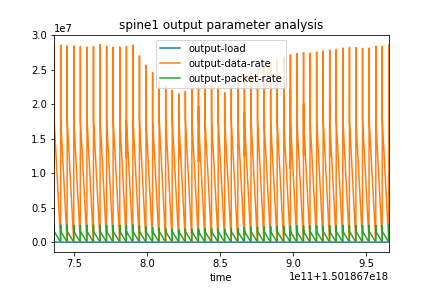 spine1 output parameter analysis
1e7
3.0
2.5
2.0
1.5
1.0
0.5
0.0
output-load
output-data-rate
output-packet-rate
7.5 8.0 8.5 9.0 9.5
time
1e11+1.501867e18